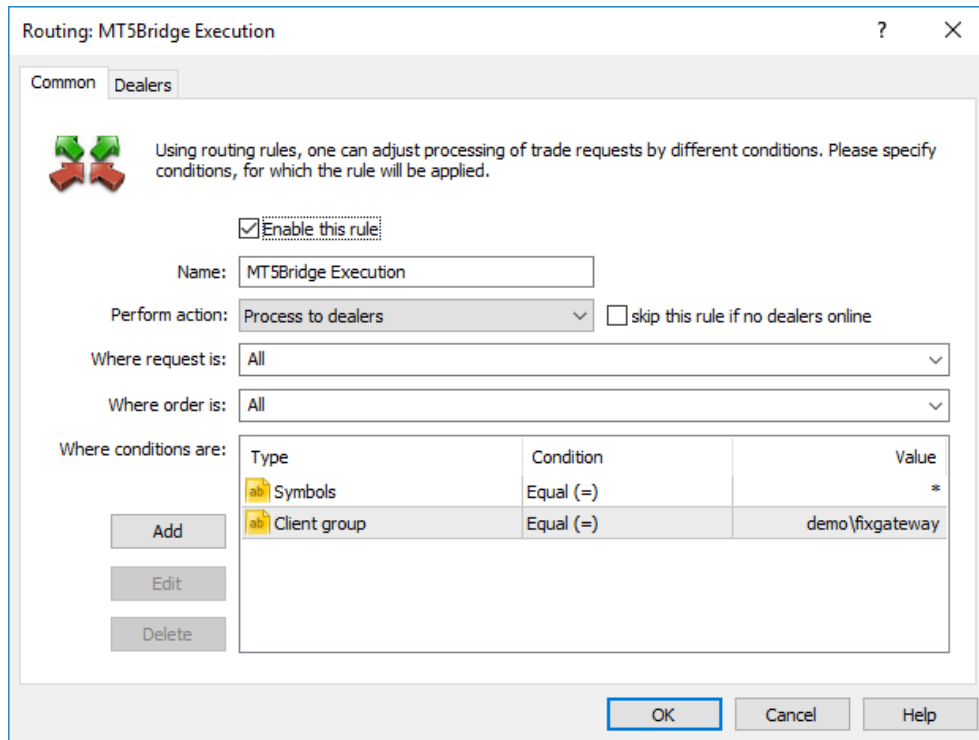 Routing: MT5Bridge Execution ?
Common Dealers
Using routing rules, one can adjust processing of trade requests by different conditions. Please specify
conditions, for which the rule will be applied.
Enable this rule
Name: MT5Bridge Execution
Perform action: Process to dealers skip this rule if no dealers online
Where request is: All
Where order is: All
Where conditions are: Type Condition Value
ab Symbols Equal (=) *
ab Client group Equal (=) demo\fixgateway
Add
Edit
Delete
OK Cancel Help